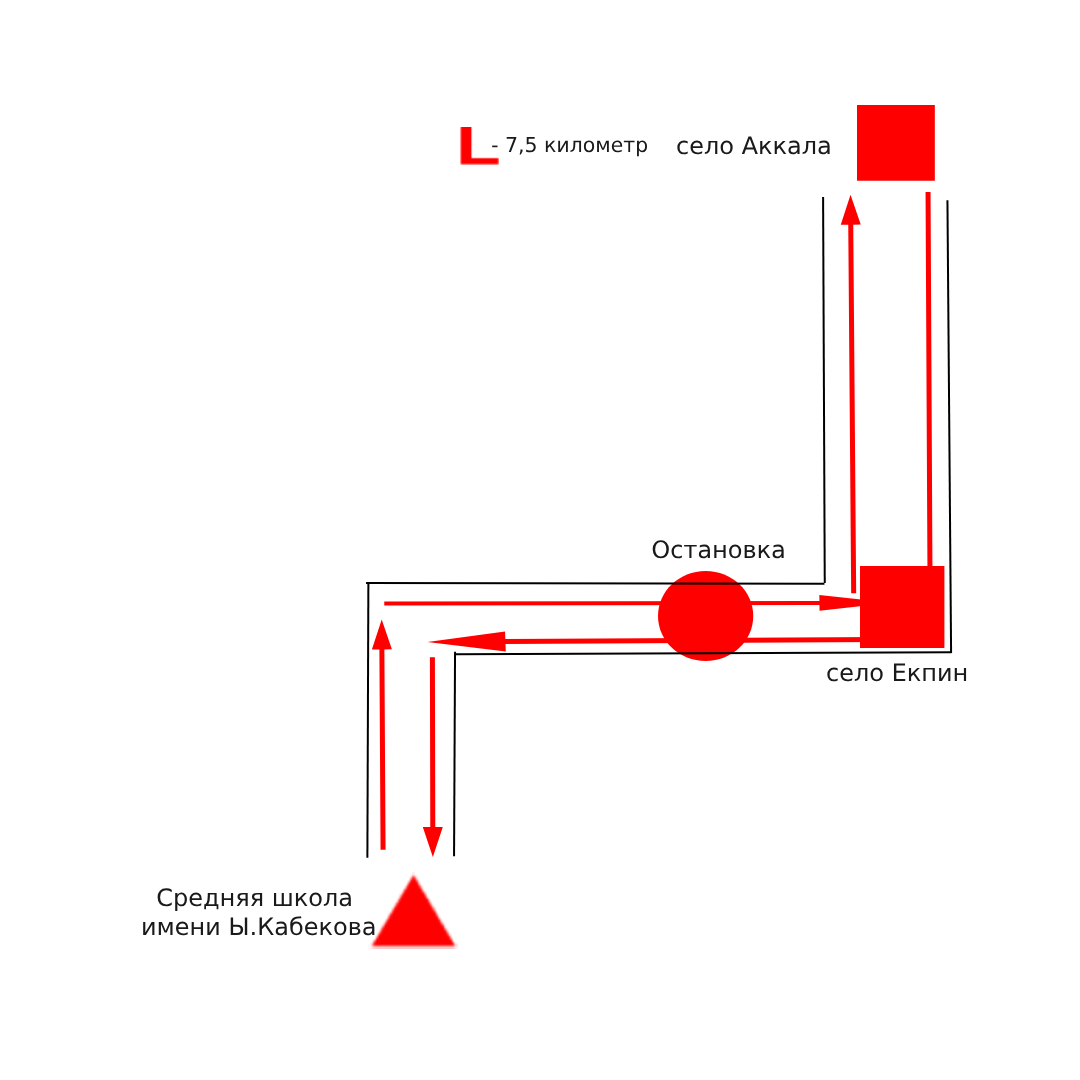 L - 7,5 километр село Аккала
Остановка
село Екпин
Средняя школа
имени Ы.Кабекова